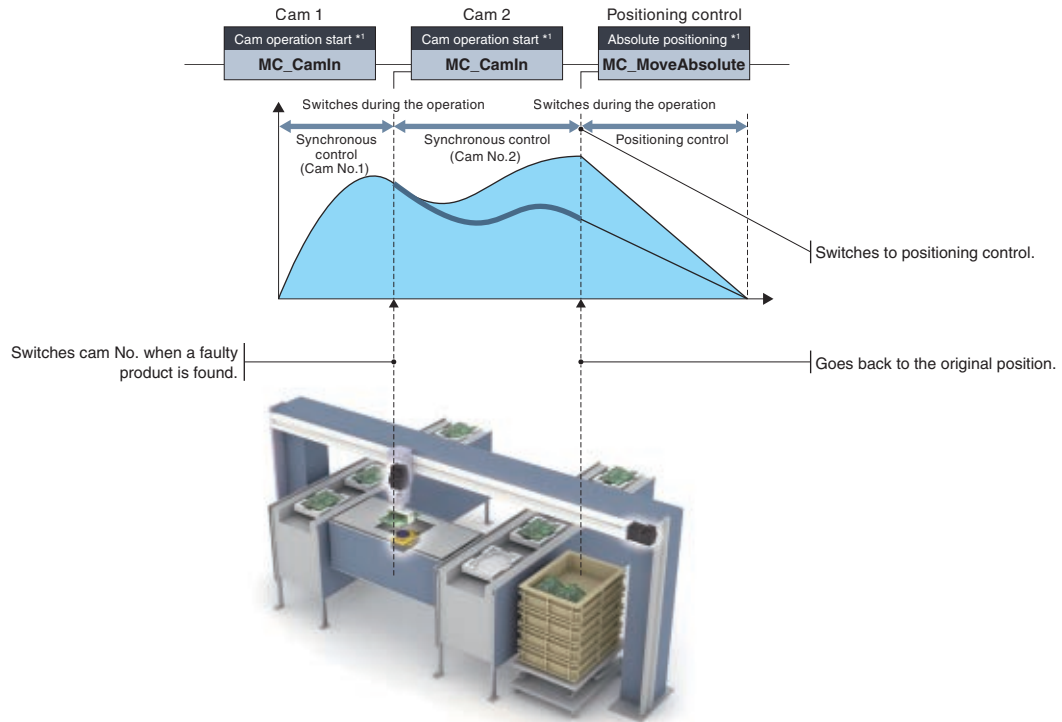 Cam 1 Cam 2 Positioning control
Cam operation start *1 Cam operation start *1 Absolute positioning *1
MC_CamIn MC_CamIn MC_MoveAbsolute
Switches during the operation Switches during the operation
Synchronous
control
(Cam No.1)
Synchronous control
(Cam No.2)
Positioning control
Switches to positioning control.
Switches cam No. when a faulty
product is found.
Goes back to the original position.